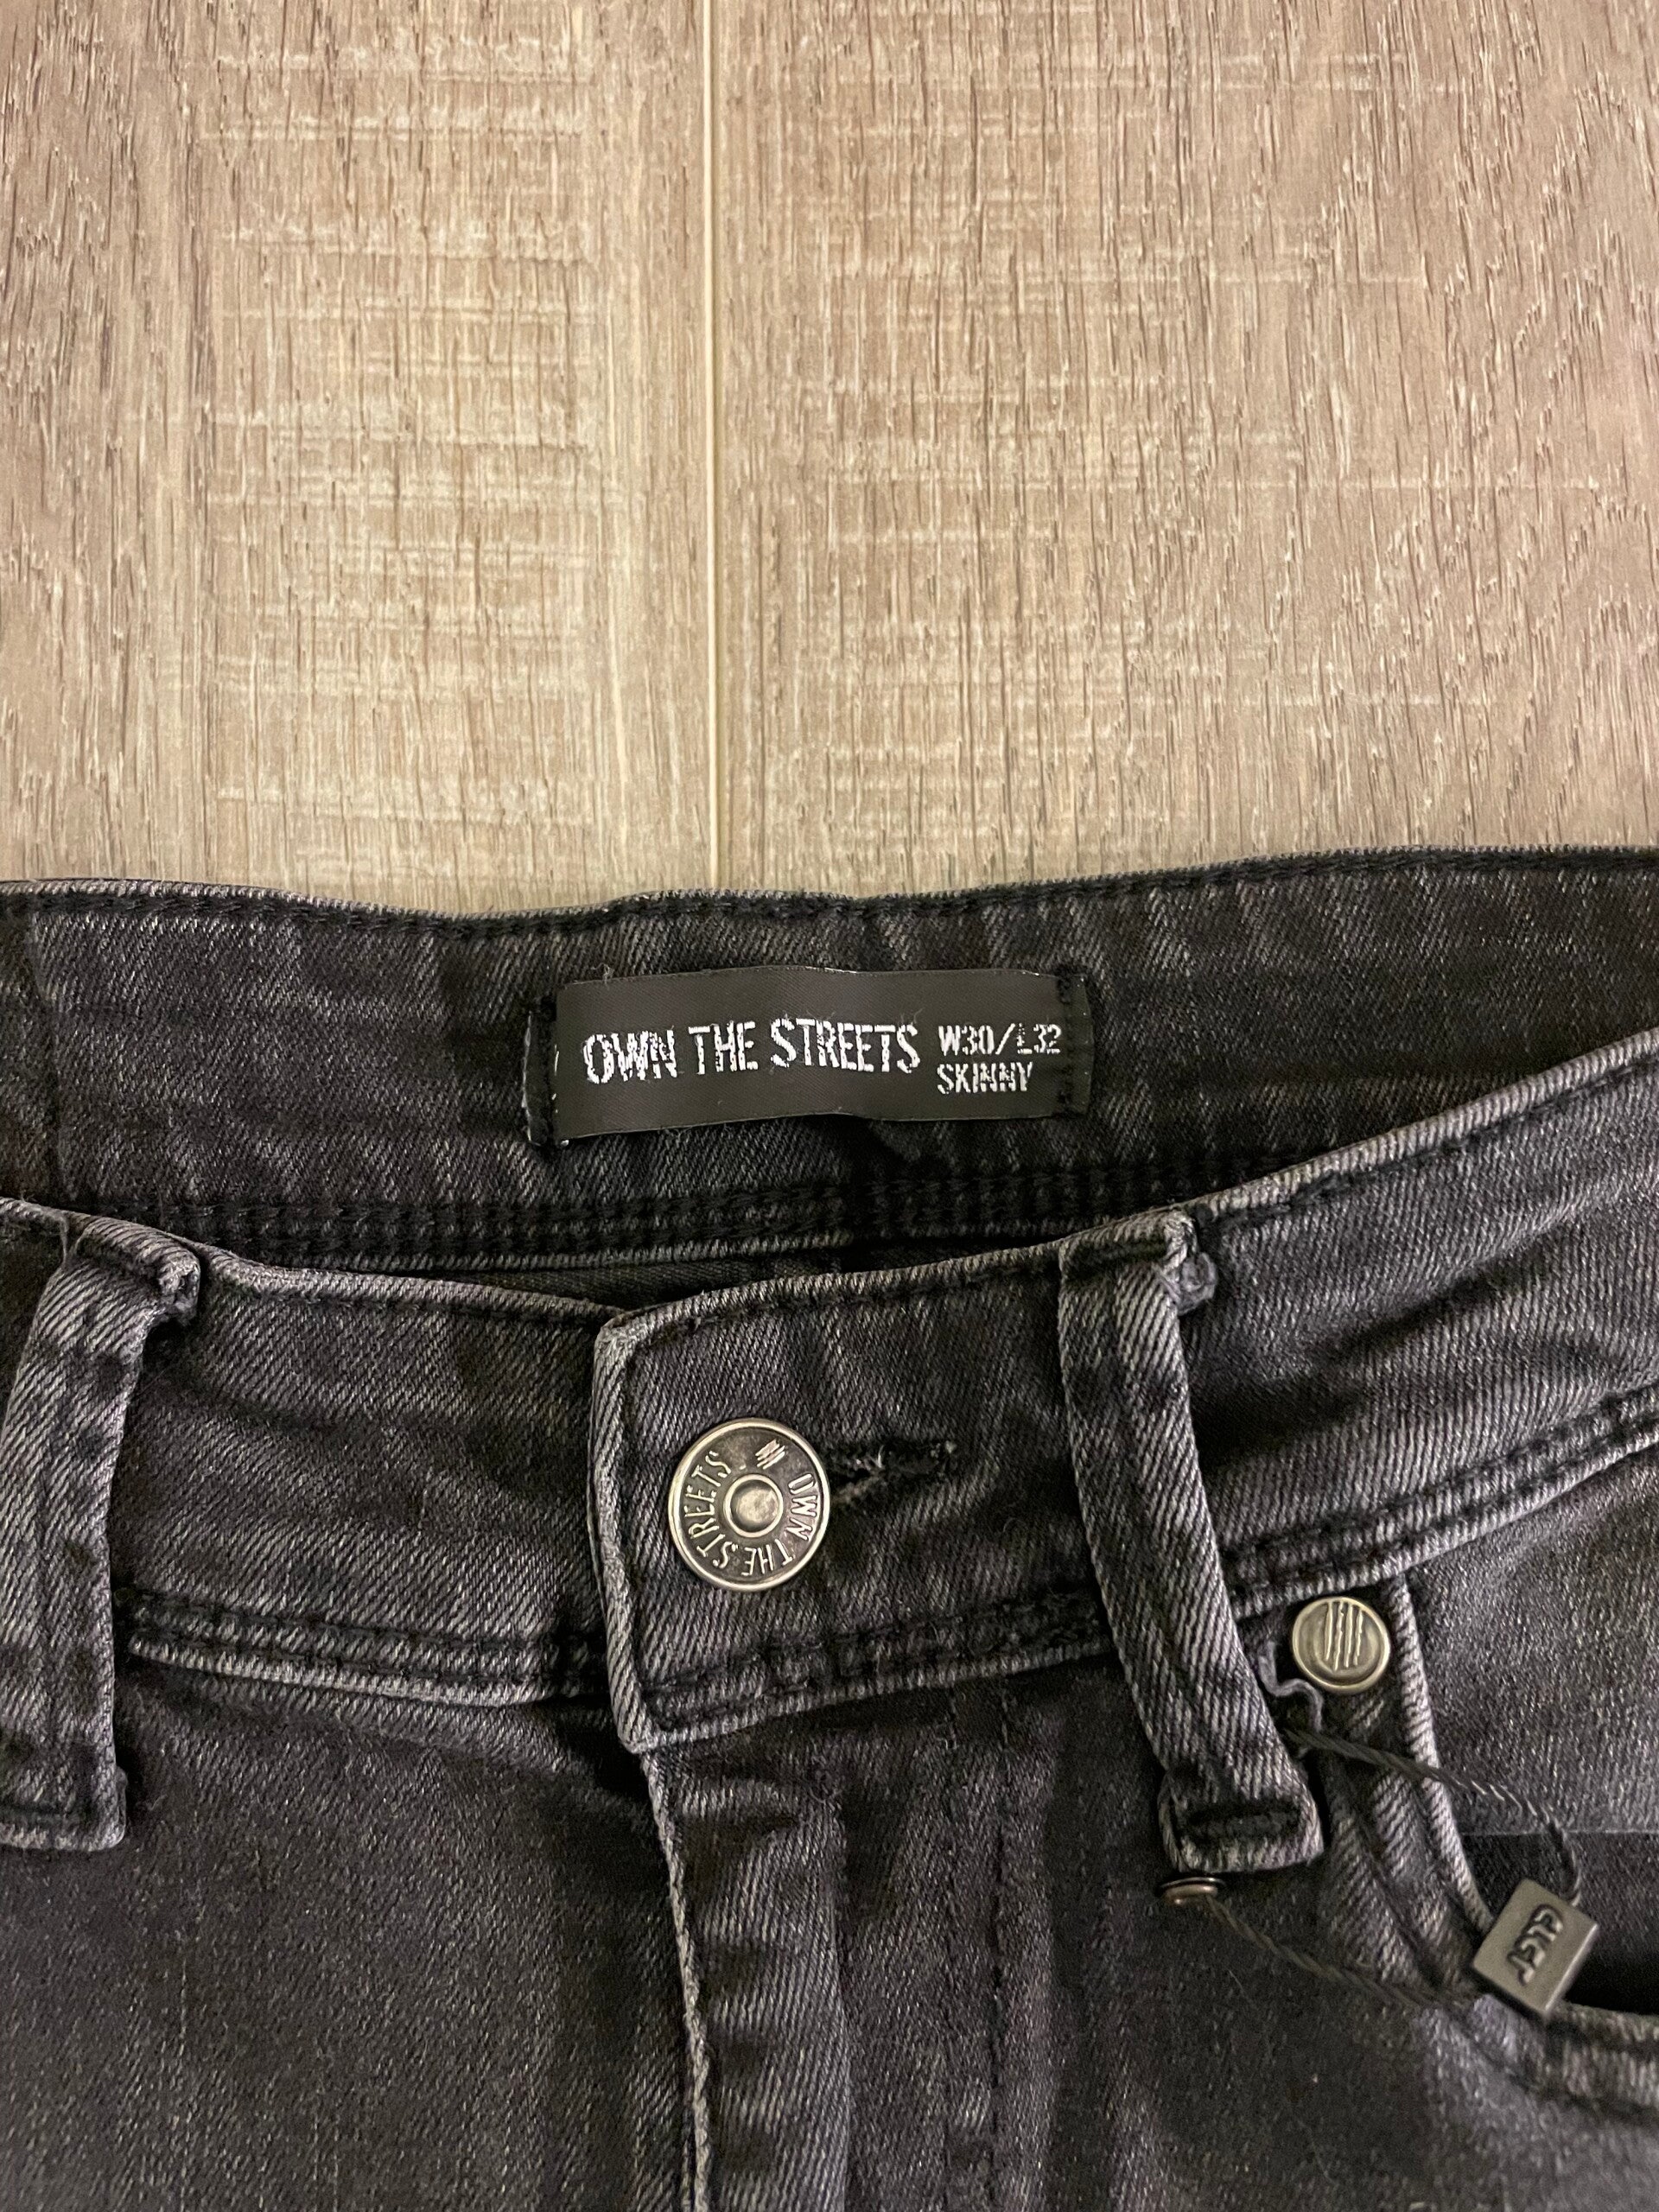 OWN THE STREETS
W30/L32
SKINNY
OWN THE STREETS